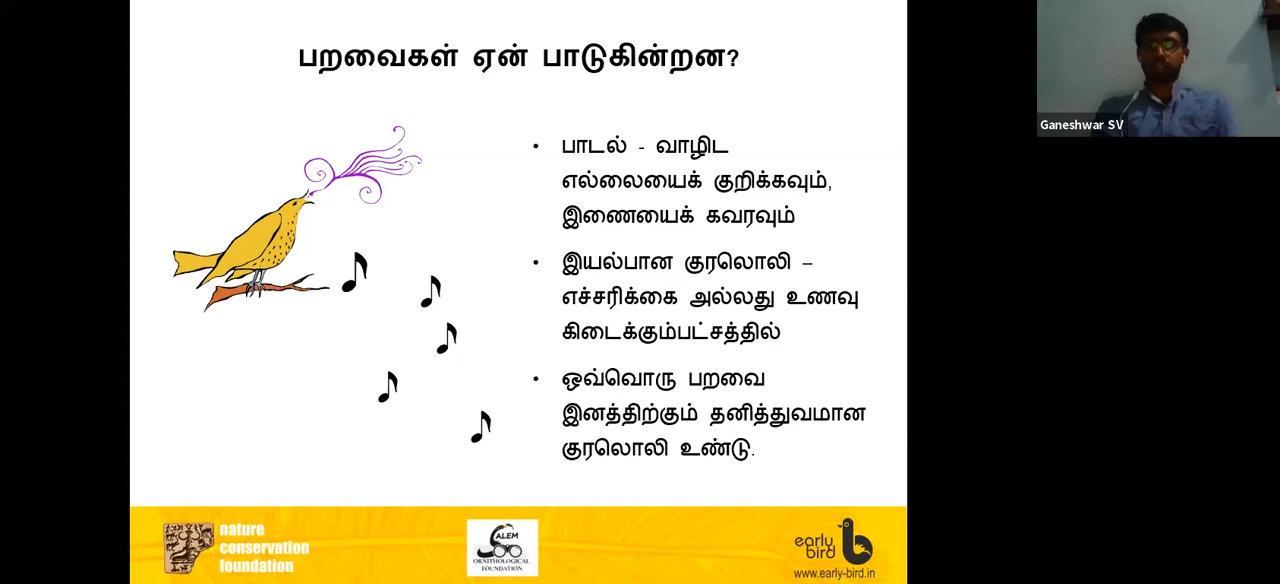 பறவைகள் ஏன் பாடுகின்றன?
Ganeshwar SV
• பாடல் - வாழிட
எல்லையைக் குறிக்கவும்,
இணையைக் கவரவும்
• இயல்பான குரலொலி –
எச்சரிக்கை அல்லது உணவு
கிடைக்கும்பட்சத்தில்
• ஒவ்வொரு பறவை
இனத்திற்கும் தனித்துவமான
குரலொலி உண்டு.
nature
conservation
foundation
SALEM
ORNITHOLOGICAL
FOUNDATION
early
bird
www.early-bird.in